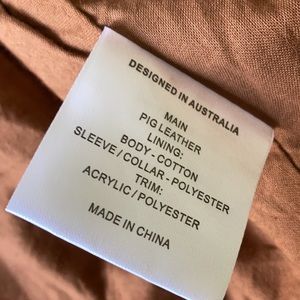 DESIGNED IN AUSTRALIA
MAIN
PIG LEATHER
LINING:
BODY - COTTON
SLEEVE / COLLAR - POLYESTER
TRIM:
ACRYLIC / POLYESTER
MADE IN CHINA